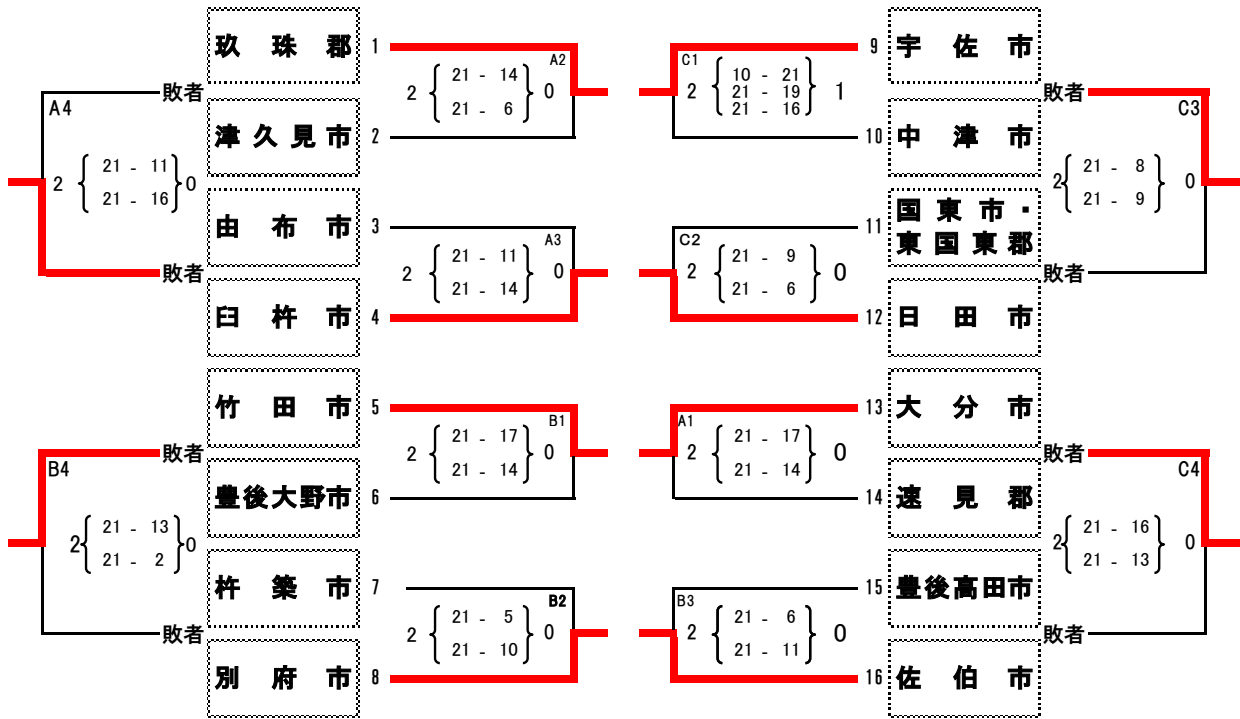 玖珠郡 1
A2
2 21 - 14 0
21 - 6
津久見市 2
敗者
A4
2 21 - 11 0
21 - 16
敗者
由布市 3
A3
2 21 - 11 0
21 - 14
臼杵市 4
竹田市 5
B1
2 21 - 17 0
21 - 14
豊後大野市 6
敗者
B4
2 21 - 13 0
21 - 2
敗者
杵築市 7
B2
2 21 - 5 0
21 - 10
別府市 8
9 宇佐市
C1
10 - 21
2 21 - 19 1
21 - 16
10 中津市
敗者
C3
2 21 - 8 0
21 - 9
敗者
11 国東市・
東国東郡
C2
2 21 - 9 0
21 - 6
12 日田市
13 大分市
A1
2 21 - 17 0
21 - 14
14 速見郡
敗者
C4
2 21 - 16 0
21 - 13
敗者
15 豊後高田市
B3
2 21 - 6 0
21 - 11
16 佐伯市